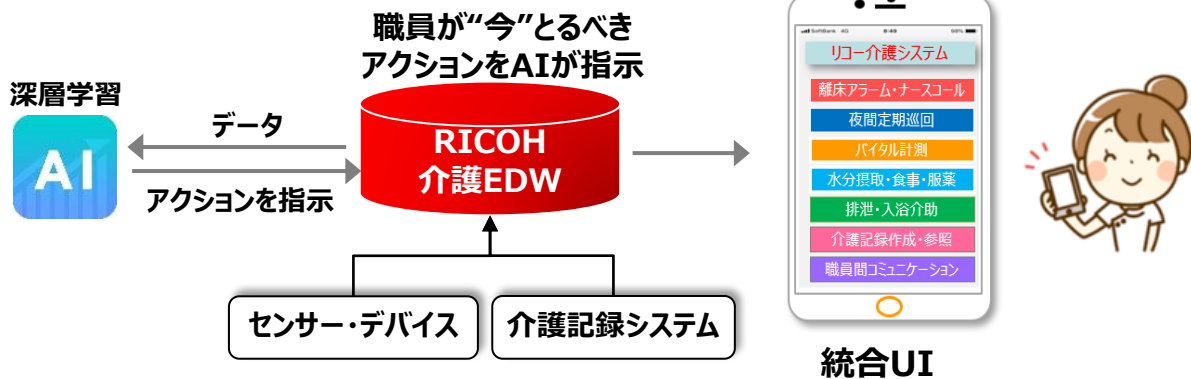 職員が“今”とるべき
アクションをAIが指示
深層学習
AI
データ
アクションを指示
RICOH
介護EDW
センサー・デバイス
介護記録システム
SoftBank 4G 8:49 98%
リコー介護システム
離床アラーム・ナースコール
夜間定期巡回
バイタル計測
水分摂取・食事・服薬
排泄・入浴介助
介護記録作成・参照
職員間コミュニケーション
統合UI